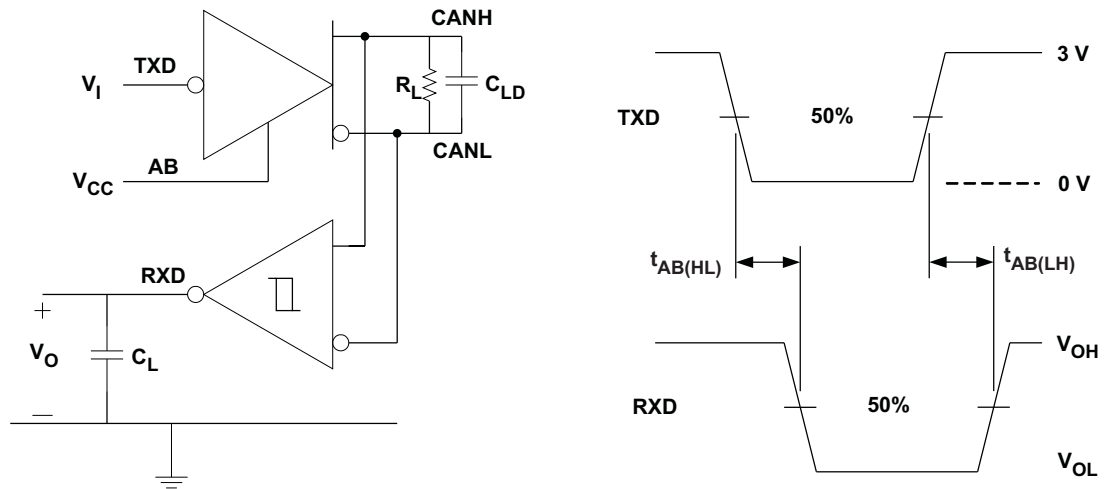 CANH
TXD
V_I
R_L
C_LD
CANL
AB
V_CC
RXD
+
V_O
C_L
—
3 V
TXD
50%
0 V
t_AB(HL)
t_AB(LH)
V_OH
RXD
50%
V_OL